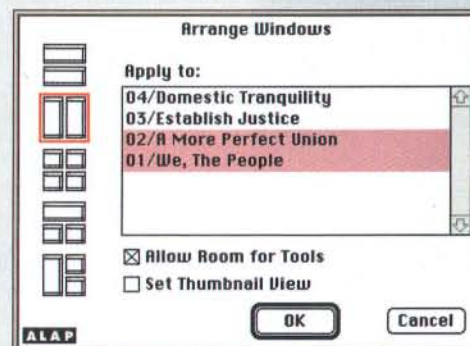 Arrange Windows
Apply to:
04/Domestic Tranquility
03/Establish Justice
02/A More Perfect Union
01/We, The People
Allow Room for Tools
Set Thumbnail View
ALAP
OK
Cancel